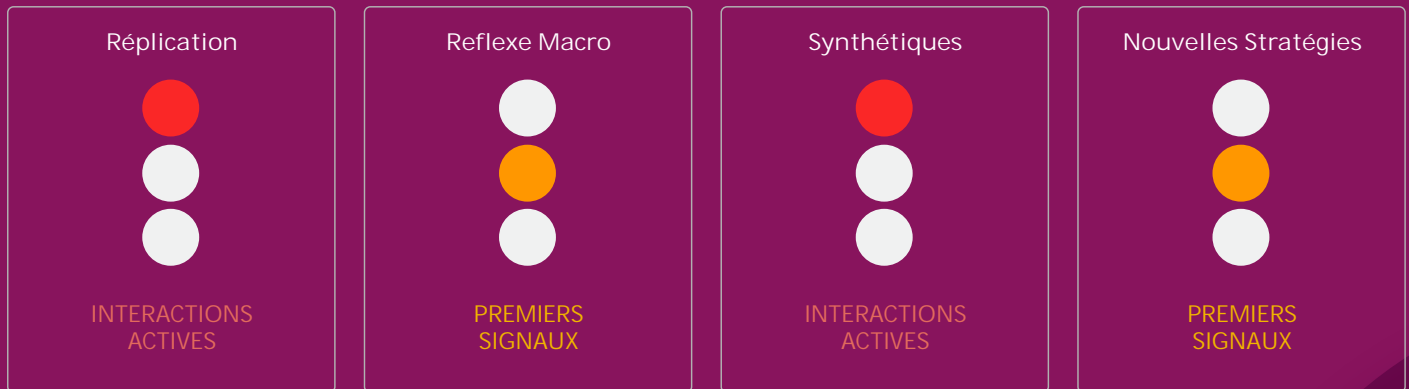 Réplication
INTERACTIONS
ACTIVES
Reflexe Macro
PREMIERS
SIGNAUX
Synthétiques
INTERACTIONS
ACTIVES
Nouvelles Stratégies
PREMIERS
SIGNAUX